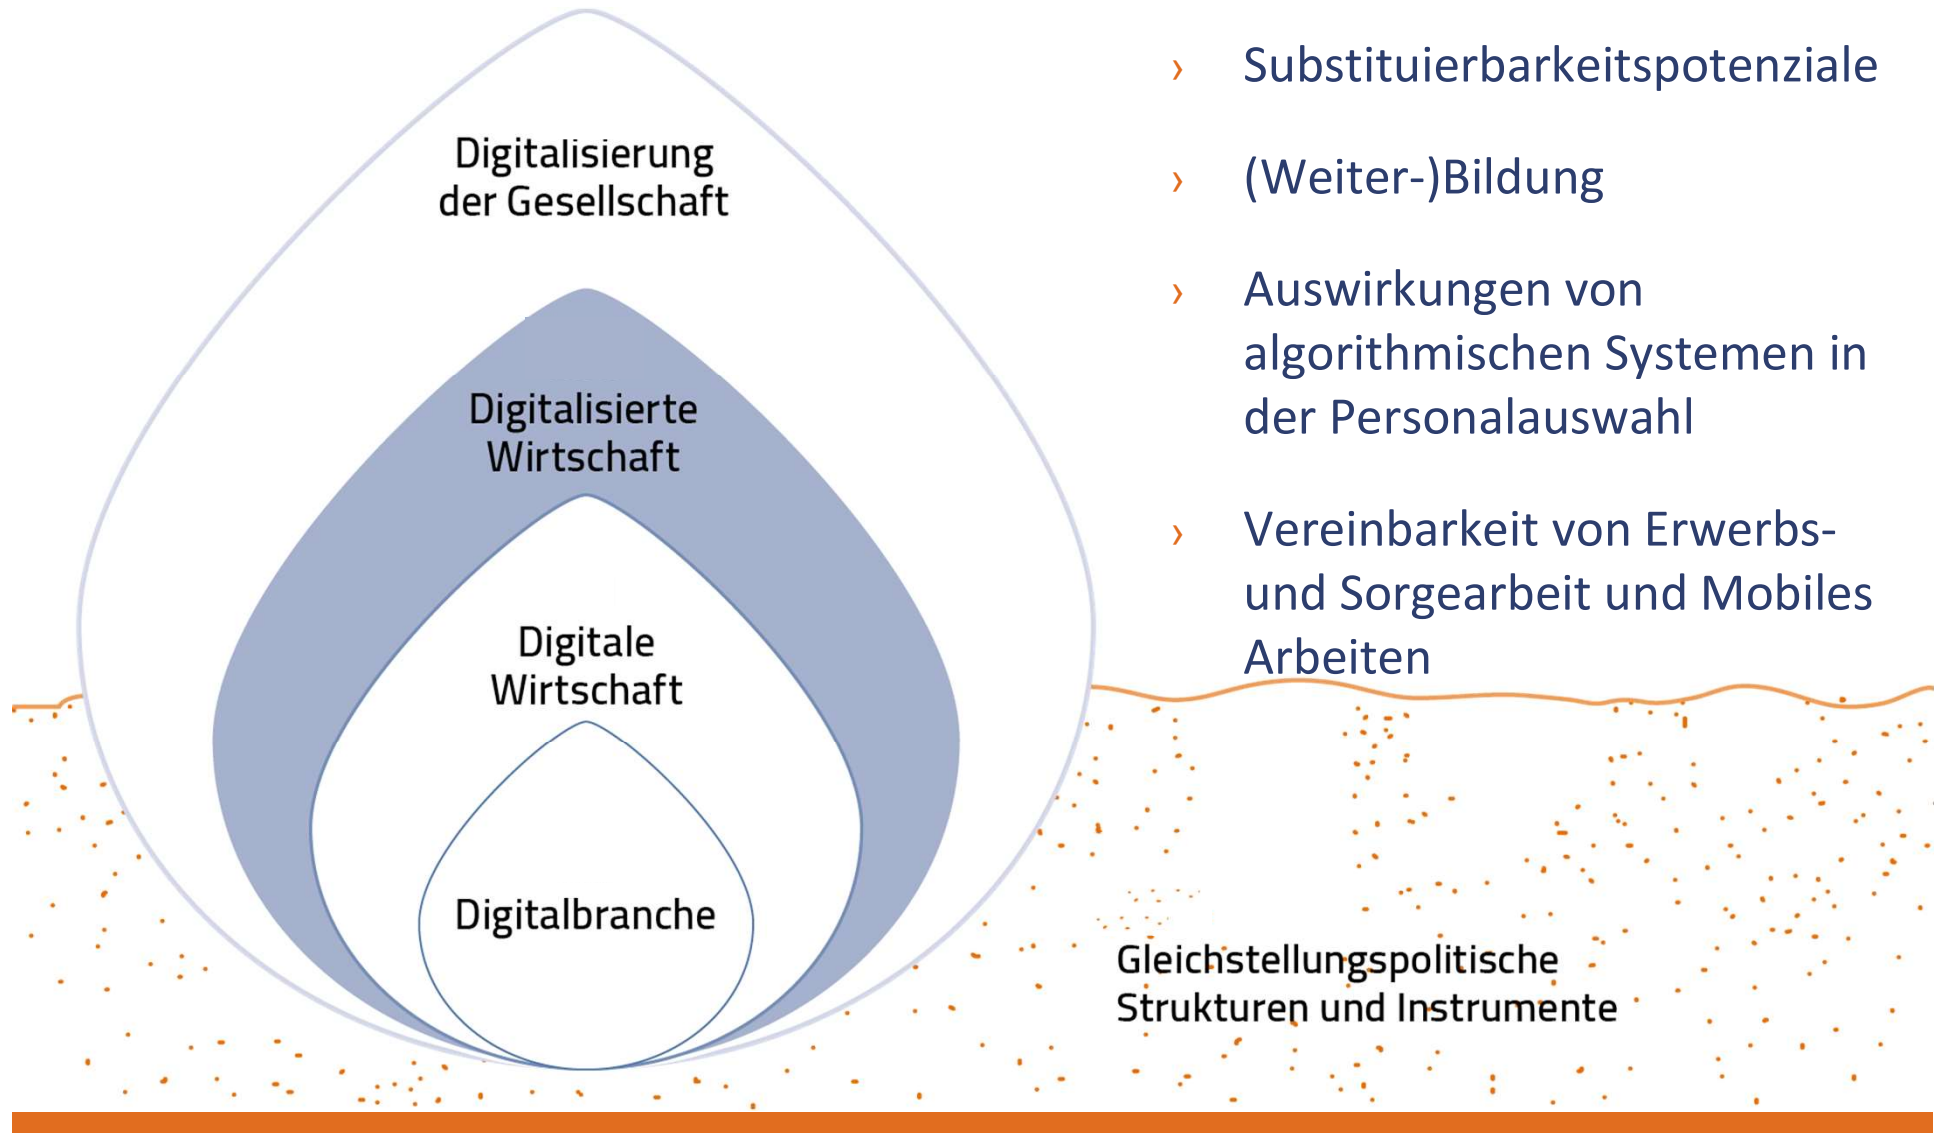 Digitalisierung
der Gesellschaft
Digitalisierte
Wirtschaft
Digitale
Wirtschaft
Digitalbranche
› Substituierbarkeitspotenziale
› (Weiter-)Bildung
› Auswirkungen von
algorithmischen Systemen in
der Personalauswahl
› Vereinbarkeit von Erwerbs-
und Sorgearbeit und Mobiles
Arbeiten
Gleichstellungspolitische
Strukturen und Instrumente